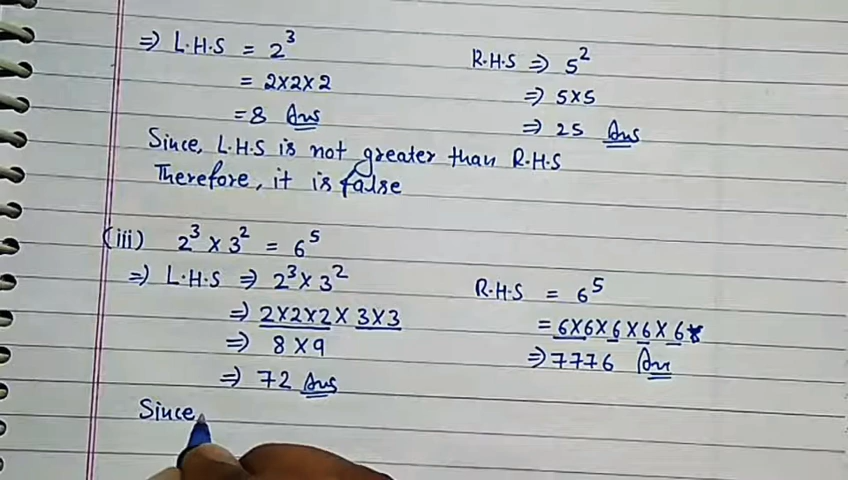 ⇒ L.H.S = 2³
= 2×2×2
= 8 Ans
R.H.S ⇒ 5²
⇒ 5×5
⇒ 25 Ans
Since, L.H.S is not greater than R.H.S
Therefore, it is false
(iii) 2³ × 3² = 6⁵
⇒ L.H.S ⇒ 2³ × 3²
⇒ 2×2×2 × 3×3
⇒ 8 × 9
⇒ 72 Ans
R.H.S = 6⁵
= 6×6×6×6×6
⇒ 7776 Ans
Since,